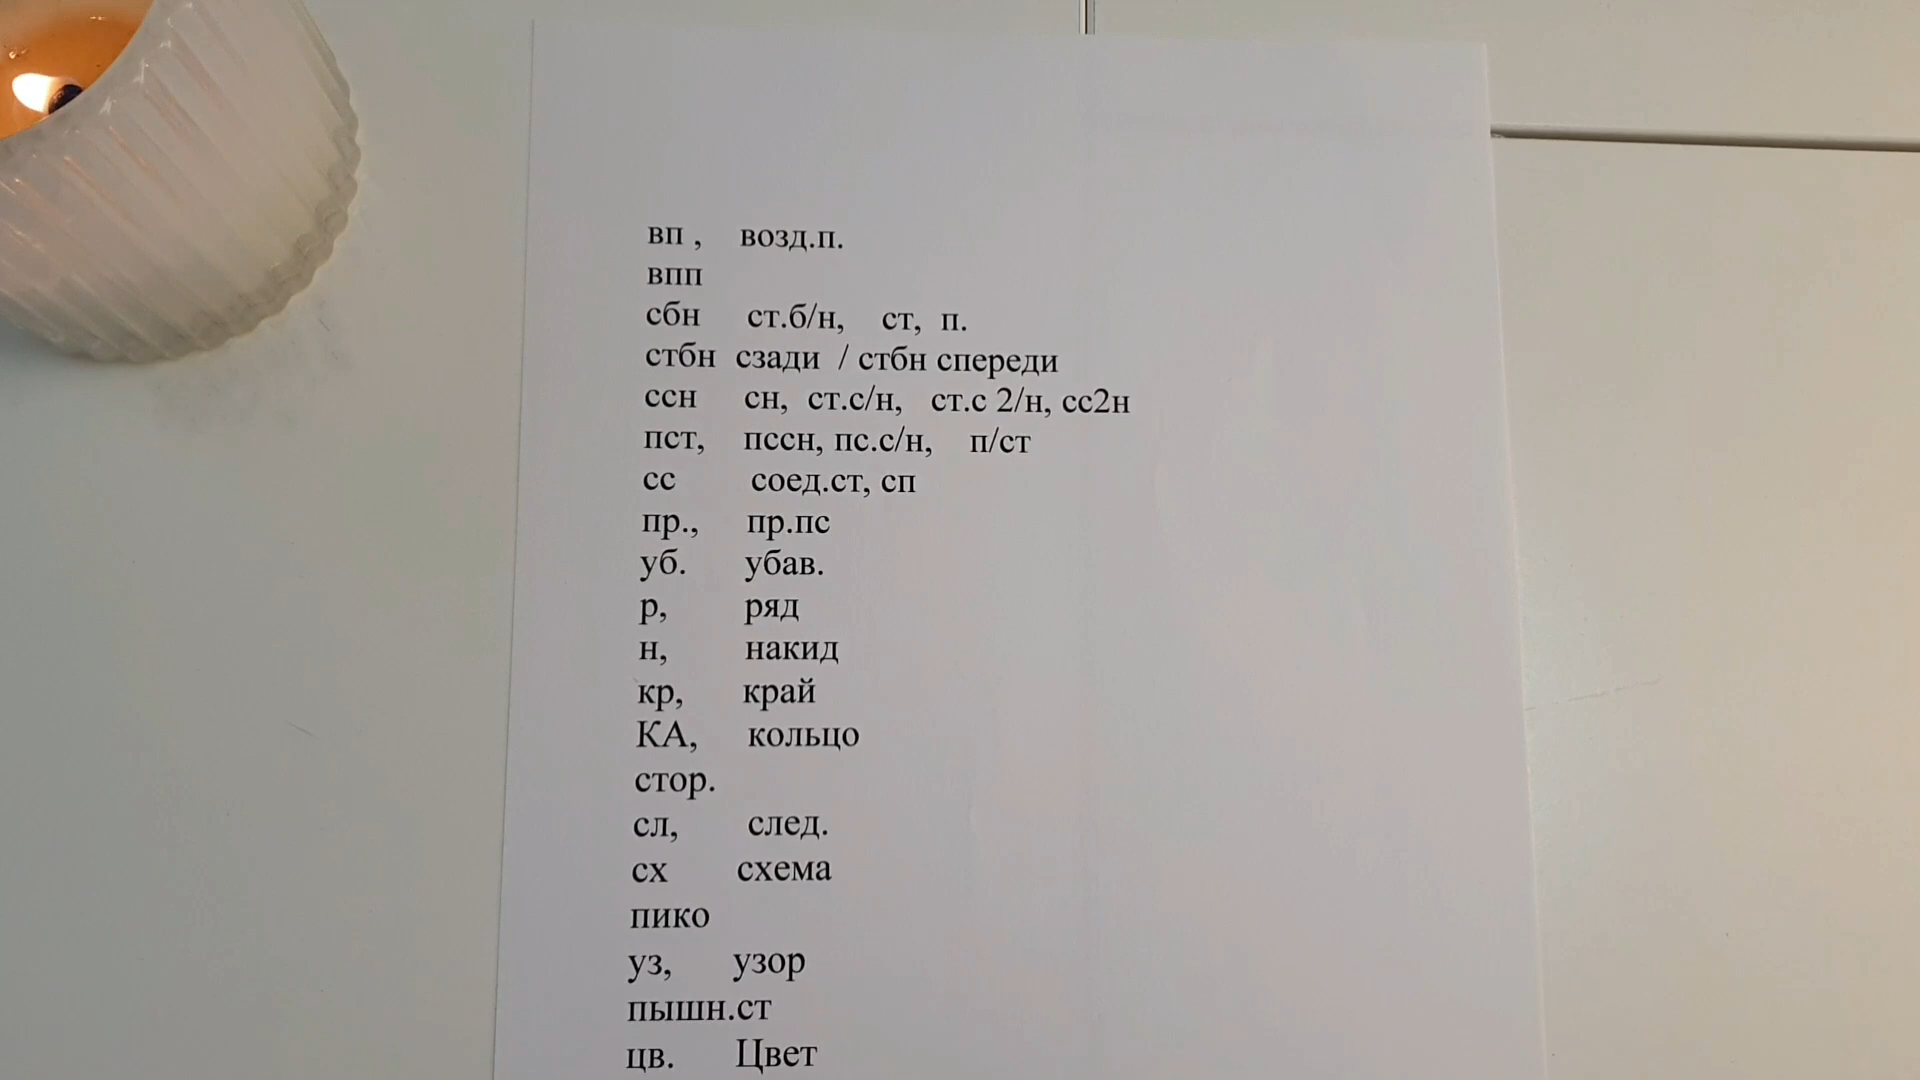 вп , возд.п.
впп
сбн ст.б/н, ст, п.
стбн сзади / стбн спереди
ссн сн, ст.с/н, ст.с 2/н, сс2н
пст, пссн, пс.с/н, п/ст
сс соед.ст, сп
пр., пр.пс
уб. убав.
р, ряд
н, накид
кр, край
КА, кольцо
стор.
сл, след.
сх схема
пико
уз, узор
пышн.ст
цв. Цвет